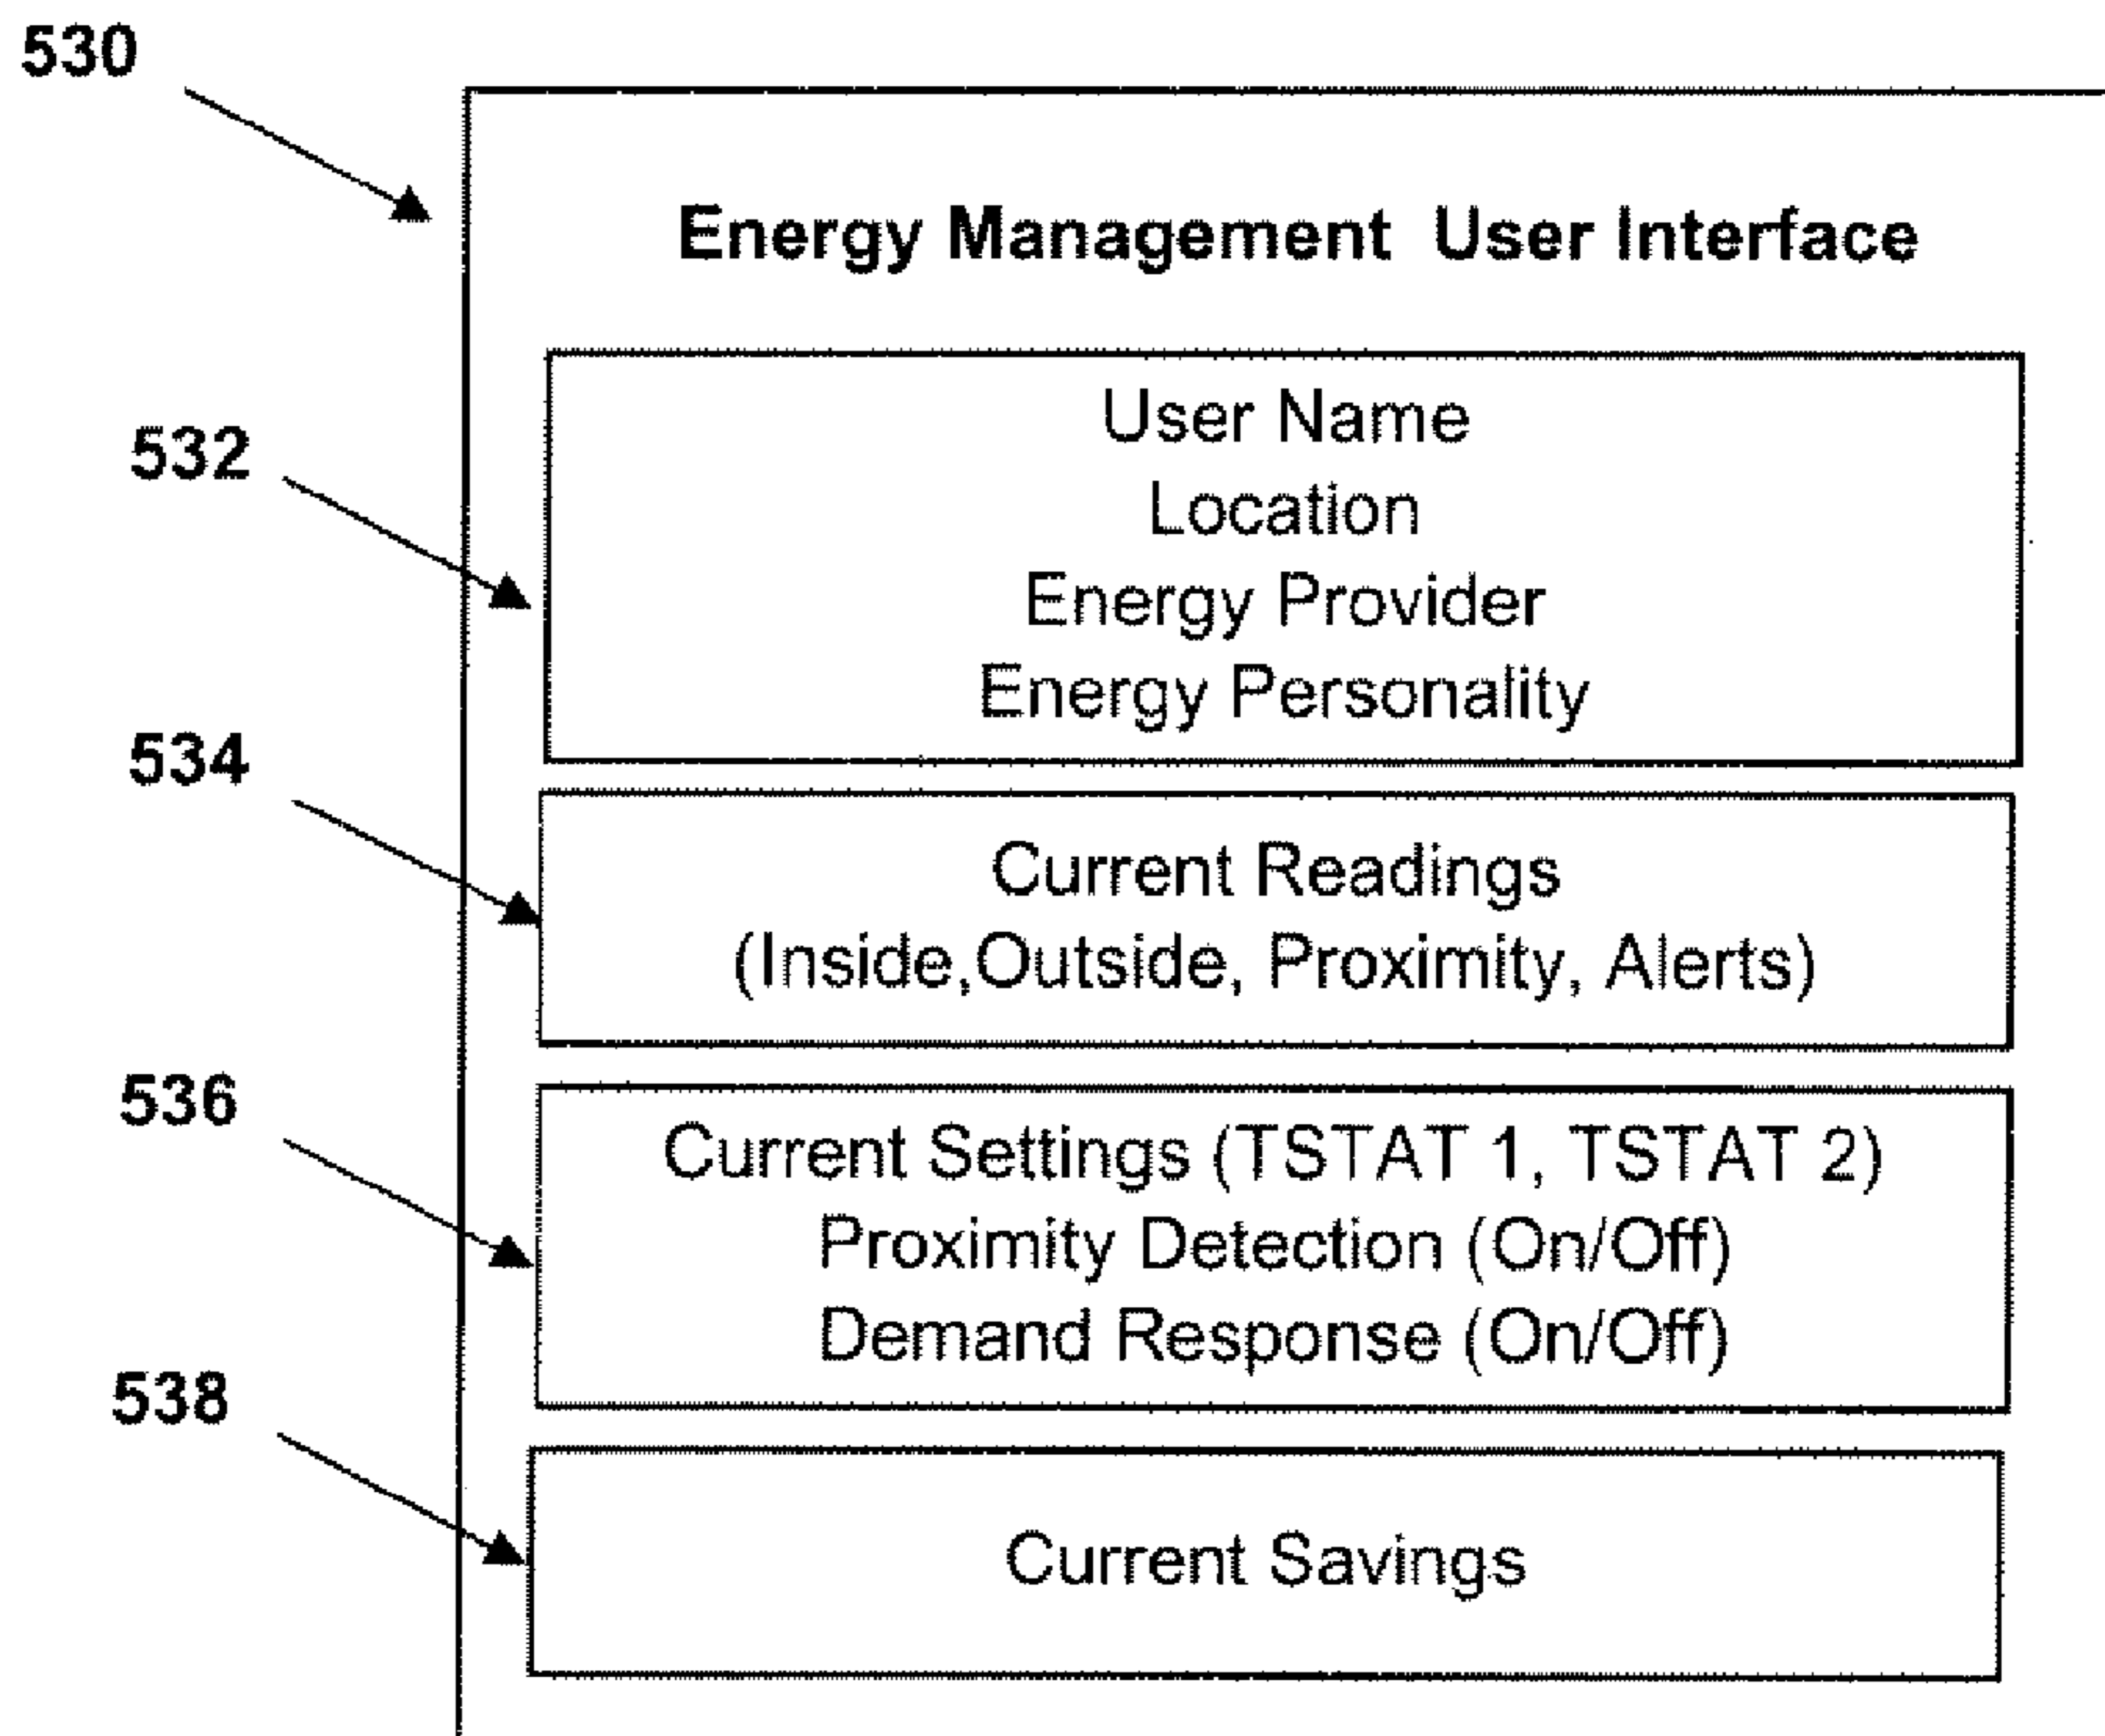 530
Energy Management User Interface
532
User Name
Location
Energy Provider
Energy Personality
534
Current Readings
(Inside,Outside, Proximity, Alerts)
536
Current Settings (TSTAT 1, TSTAT 2)
Proximity Detection (On/Off)
Demand Response (On/Off)
538
Current Savings